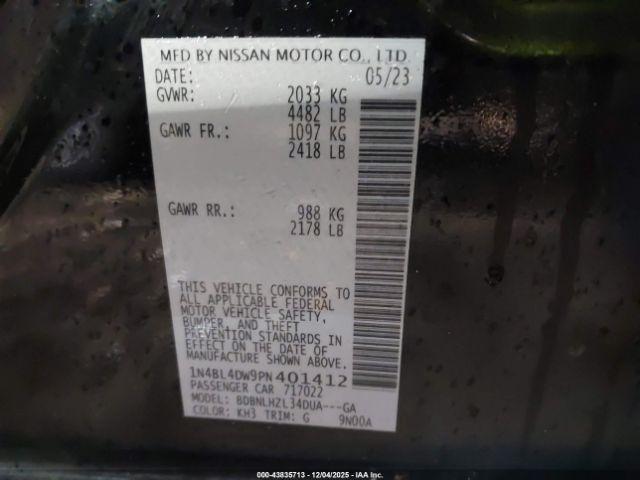 MFD BY NISSAN MOTOR CO., LTD.
DATE: 05/23
GVWR: 2033 KG
4482 LB
GAWR FR.: 1097 KG
2418 LB
GAWR RR.: 988 KG
2178 LB
THIS VEHICLE CONFORMS TO
ALL APPLICABLE FEDERAL
MOTOR VEHICLE SAFETY,
BUMPER, AND THEFT
PREVENTION STANDARDS IN
EFFECT ON THE DATE OF
MANUFACTURE SHOWN ABOVE.
1N4BL4DW9PN401412
PASSENGER CAR 717022
MODEL: BDBNLHZL34DUA---GA
COLOR: KH3 TRIM: G 9N00A
000-43835713 - 12/04/2025 - IAAI.COM